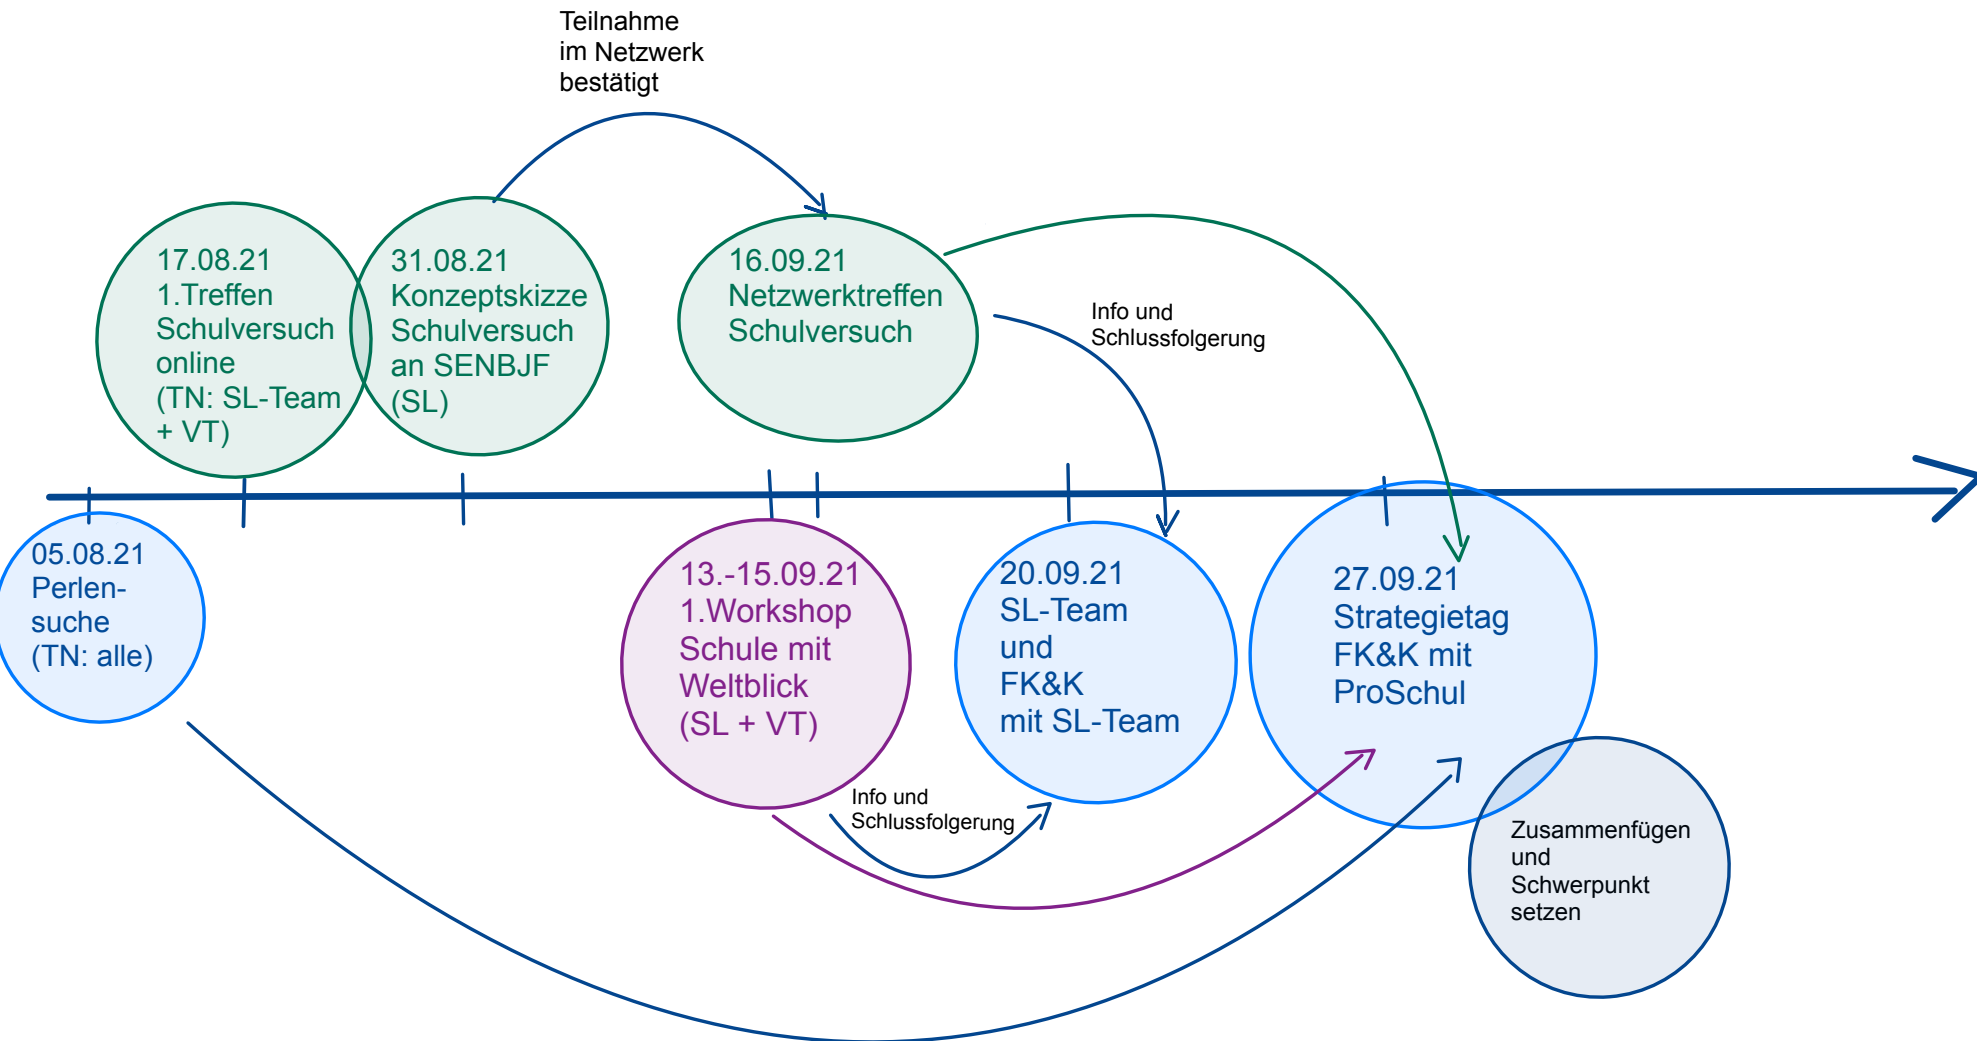 Teilnahme
im Netzwerk
bestätigt
17.08.21
1.Treffen
Schulversuch
online
(TN: SL-Team
+ VT)
31.08.21
Konzeptskizze
Schulversuch
an SENBJF
(SL)
16.09.21
Netzwerktreffen
Schulversuch
Info und
Schlussfolgerung
05.08.21
Perlen-
suche
(TN: alle)
13.-15.09.21
1.Workshop
Schule mit
Weltblick
(SL + VT)
20.09.21
SL-Team
und
FK&K
mit SL-Team
27.09.21
Strategietag
FK&K mit
ProSchul
Info und
Schlussfolgerung
Zusammenfügen
und
Schwerpunkt
setzen